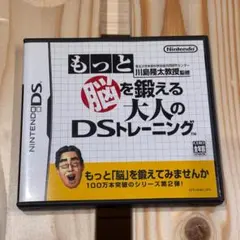 東北大学未来科学技術共同研究センター
川島隆太教授監修
Nintendo
もっと
脳を鍛える
大人の
DSトレーニング
NINTENDO DS
もっと「脳」を鍛えてみませんか
100万本突破のシリーズ第2弾!